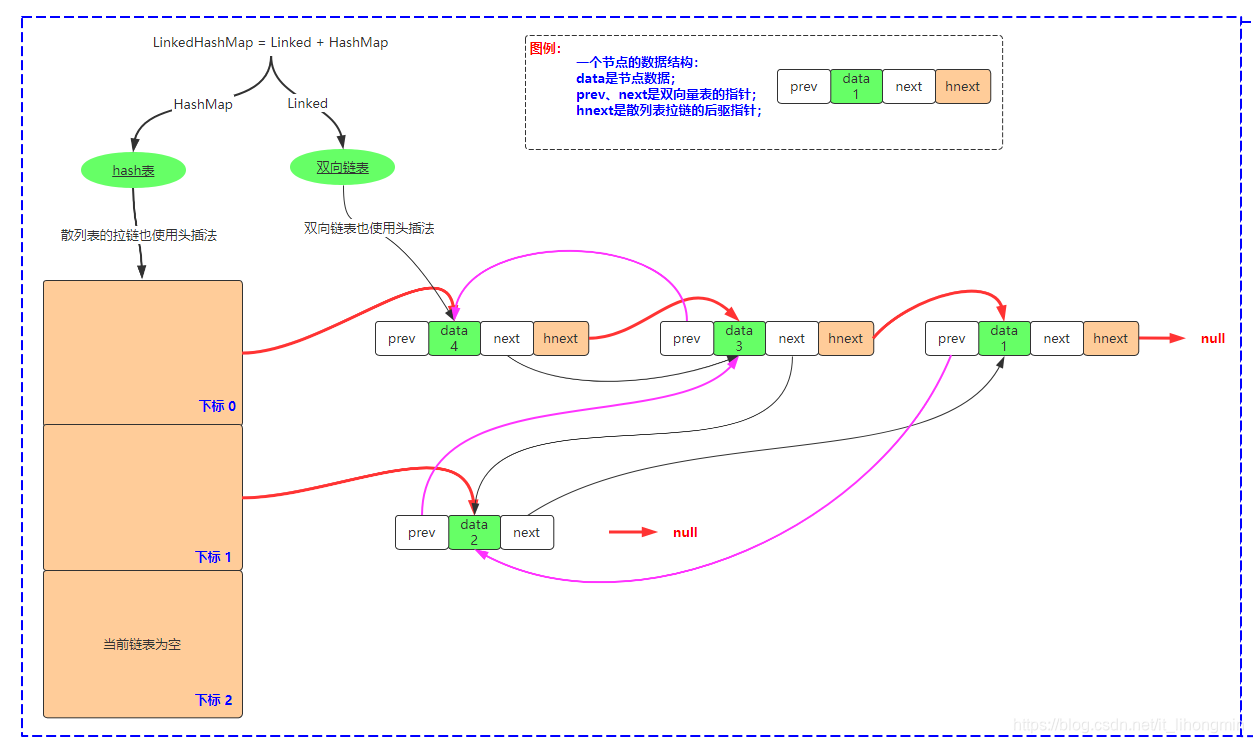 LinkedHashMap = Linked + HashMap
HashMap
Linked
hash表
双向链表
散列表的拉链也使用头插法
双向链表也使用头插法
图例：
一个节点的数据结构：
data是节点数据；
prev、next是双向量表的指针；
hnext是散列表拉链的后驱指针；
prev
data
1
next
hnext
prev
data
4
next
hnext
prev
data
3
next
hnext
prev
data
1
next
hnext
null
下标 0
prev
data
2
next
null
下标 1
当前链表为空
下标 2
https://blog.csdn.net/it_lihongmin